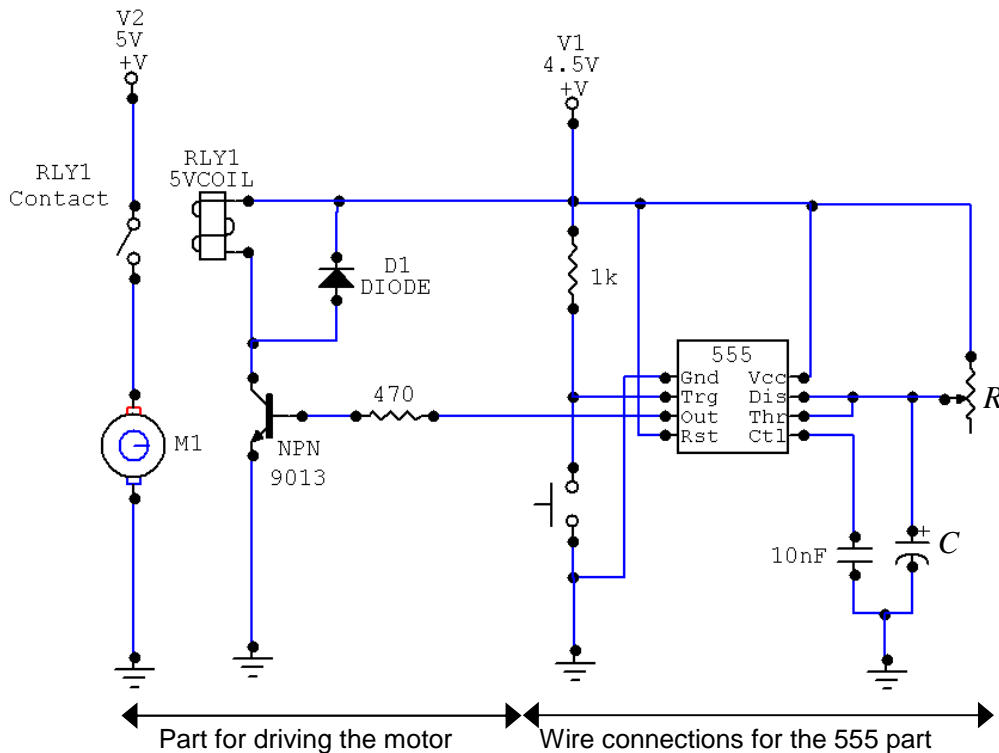 V2
5V
+V
V1
4.5V
+V
RLY1
Contact
RLY1
5VCOIL
D1
DIODE
1k
555
Gnd Vcc
Trg Dis
Out Thr
Rst Ctl
R
470
M1
NPN
9013
10nF
+
C
Part for driving the motor
Wire connections for the 555 part